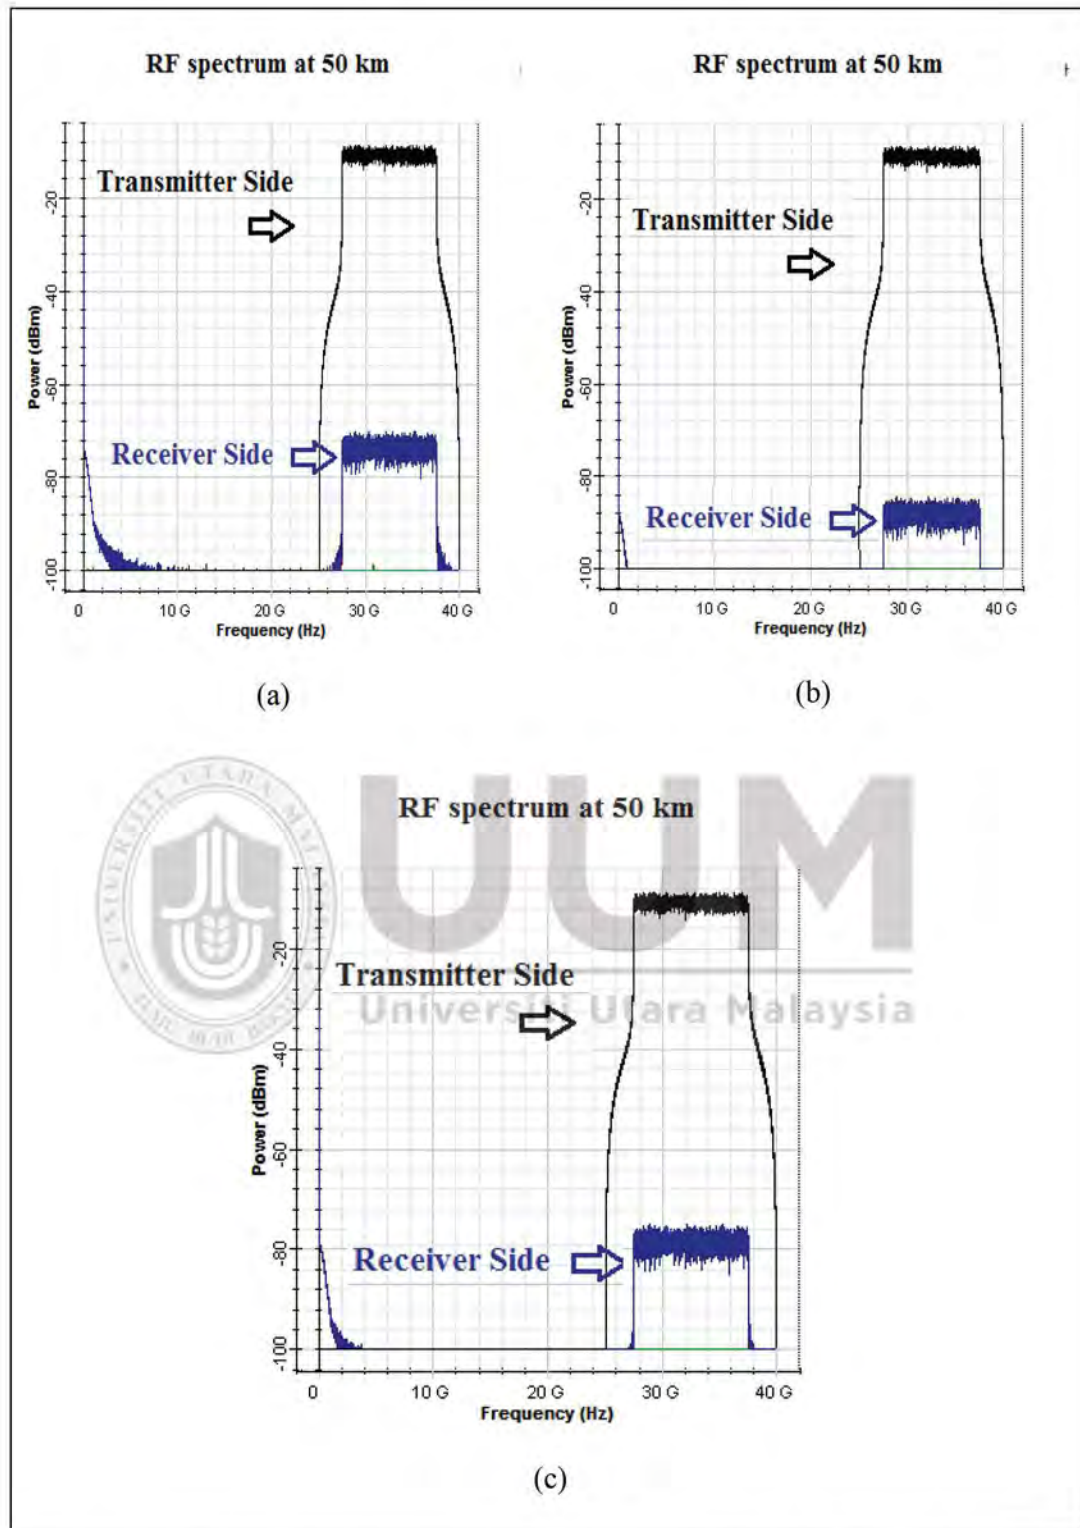 RF spectrum at 50 km
Transmitter Side
Receiver Side
Power (dBm)
-20
-40
-60
-80
-100
0 10 G 20 G 30 G 40 G
Frequency (Hz)
(a)
RF spectrum at 50 km
Transmitter Side
Receiver Side
Power (dBm)
-20
-40
-60
-80
-100
0 10 G 20 G 30 G 40 G
Frequency (Hz)
(b)
UNIVERSITI UTARA MALAYSIA
UUM
Universiti Utara Malaysia
RF spectrum at 50 km
Transmitter Side
Receiver Side
Power (dBm)
-20
-40
-60
-80
-100
0 10 G 20 G 30 G 40 G
Frequency (Hz)
(c)